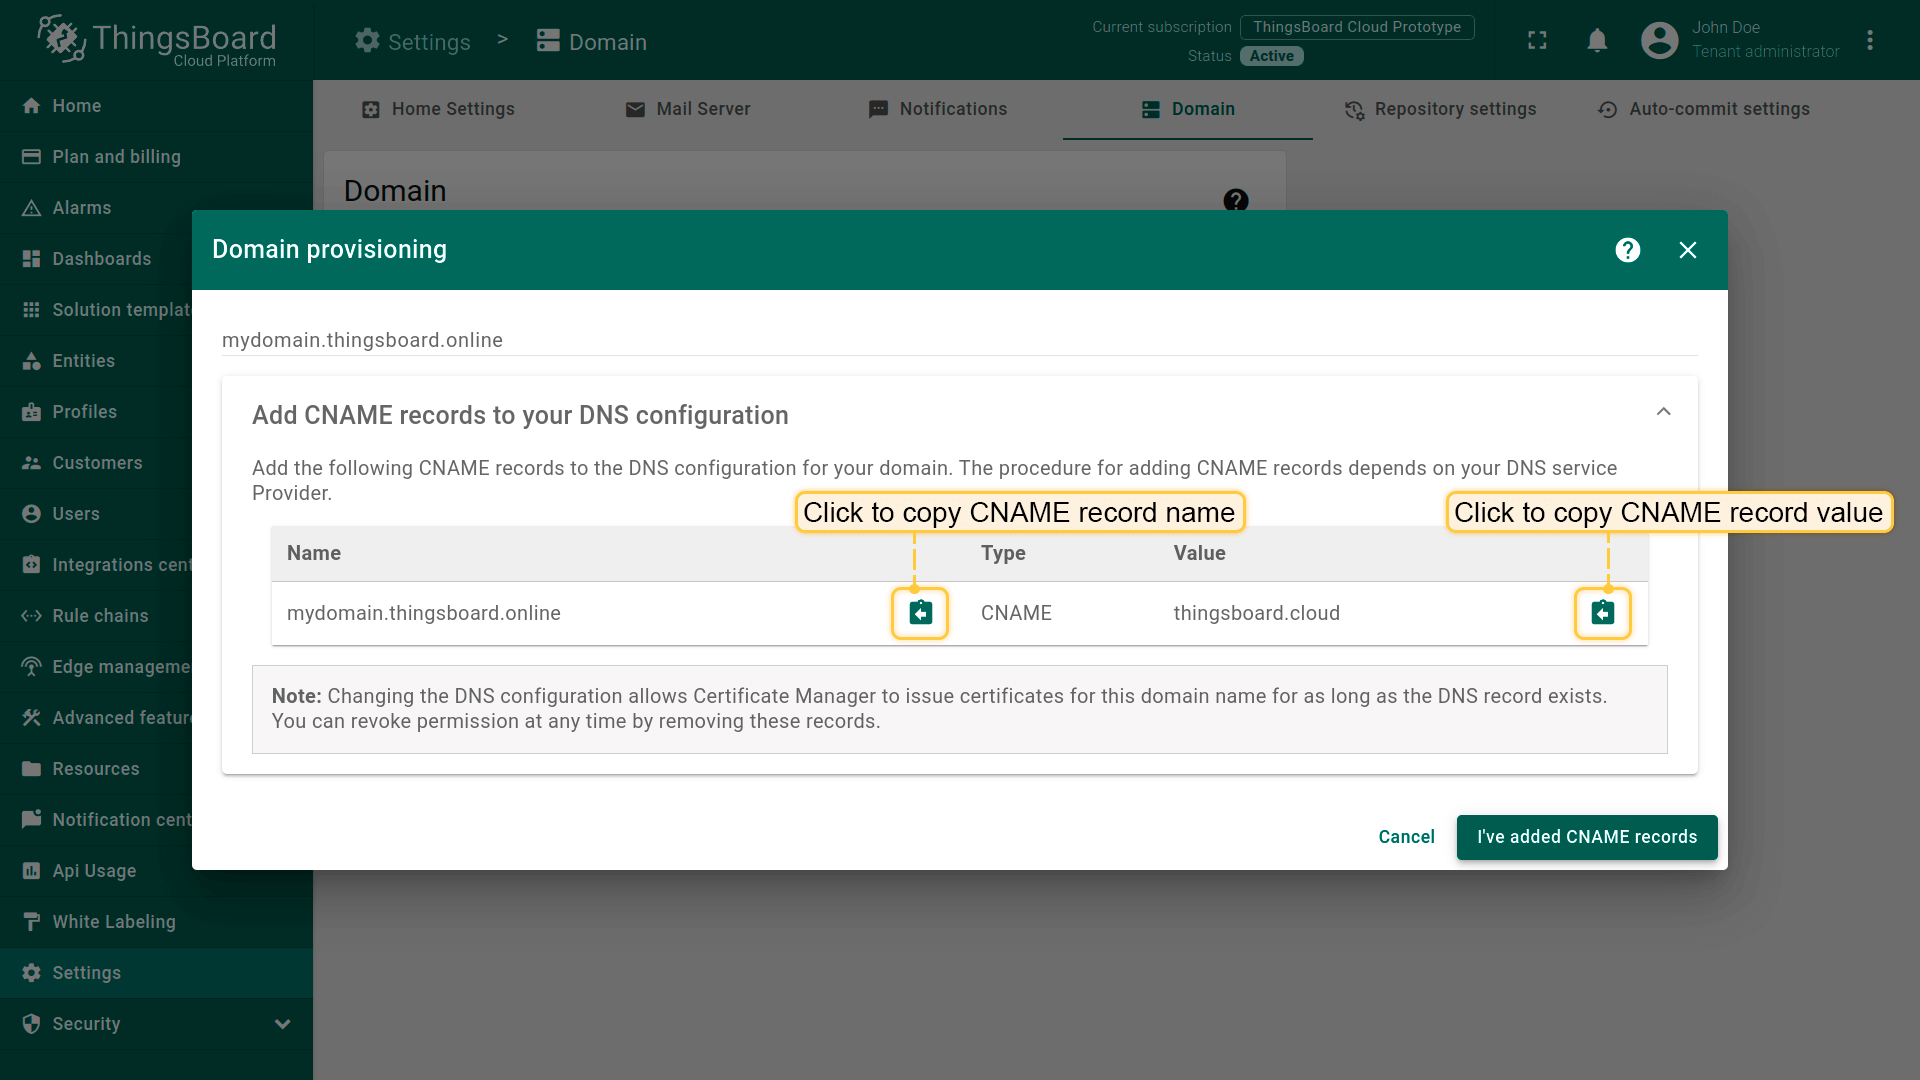 ThingsBoard
Cloud Platform
Settings > Domain
Current subscription ThingsBoard Cloud Prototype
Status Active
John Doe
Tenant administrator
Home
Plan and billing
Alarms
Dashboards
Solution templat
Entities
Profiles
Customers
Users
Integrations cent
Rule chains
Edge manageme
Advanced featur
Resources
Notification cent
Api Usage
White Labeling
Settings
Security
Home Settings
Mail Server
Notifications
Domain
Repository settings
Auto-commit settings
Domain
Domain provisioning
mydomain.thingsboard.online
Add CNAME records to your DNS configuration
Add the following CNAME records to the DNS configuration for your domain. The procedure for adding CNAME records depends on your DNS service
Provider.
Click to copy CNAME record name
Click to copy CNAME record value
Name Type Value
mydomain.thingsboard.online CNAME thingsboard.cloud
Note: Changing the DNS configuration allows Certificate Manager to issue certificates for this domain name for as long as the DNS record exists.
You can revoke permission at any time by removing these records.
Cancel
I've added CNAME records